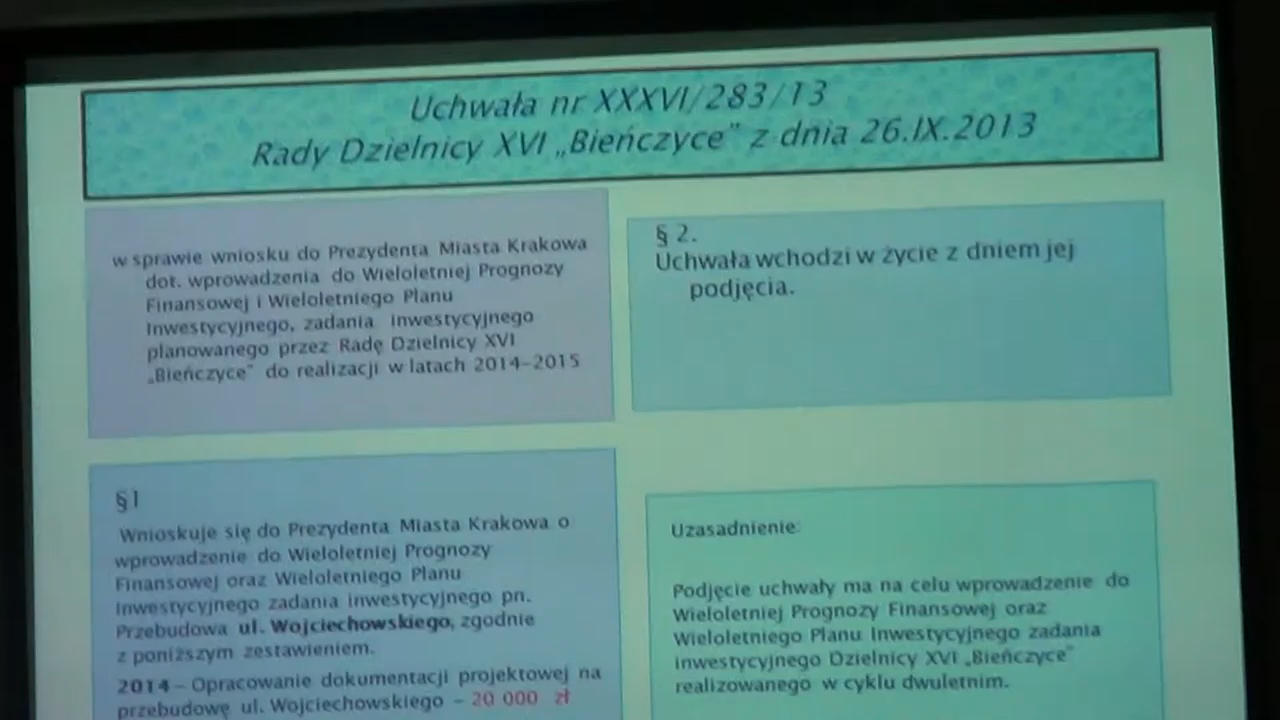 Uchwała nr XXXVI/283/13
Rady Dzielnicy XVI „Bieńczyce” z dnia 26.IX.2013
w sprawie wniosku do Prezydenta Miasta Krakowa
dot. wprowadzenia do Wieloletniej Prognozy
Finansowej i Wieloletniego Planu
Inwestycyjnego, zadania inwestycyjnego
planowanego przez Radę Dzielnicy XVI
„Bieńczyce” do realizacji w latach 2014-2015
§1
Wnioskuje się do Prezydenta Miasta Krakowa o
wprowadzenie do Wieloletniej Prognozy
Finansowej oraz Wieloletniego Planu
Inwestycyjnego zadania inwestycyjnego pn.
Przebudowa ul. Wojciechowskiego, zgodnie
z poniższym zestawieniem.
2014 – Opracowanie dokumentacji projektowej na
przebudowę ul. Wojciechowskiego – 20 000 zł
§ 2.
Uchwała wchodzi w życie z dniem jej
podjęcia.
Uzasadnienie:
Podjęcie uchwały ma na celu wprowadzenie do
Wieloletniej Prognozy Finansowej oraz
Wieloletniego Planu Inwestycyjnego zadania
inwestycyjnego Dzielnicy XVI „Bieńczyce”
realizowanego w cyklu dwuletnim.